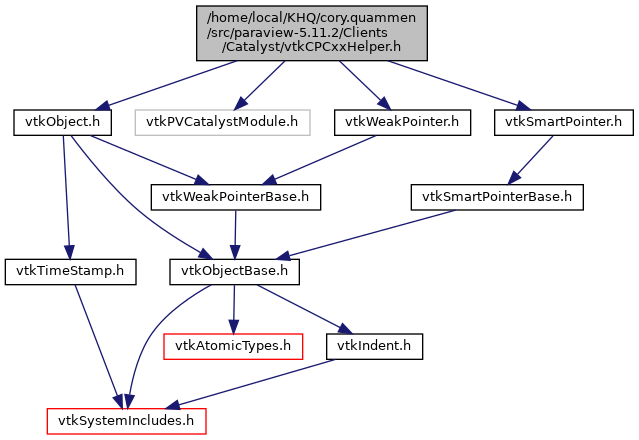 /home/local/KHQ/cory.quammen
/src/paraview-5.11.2/Clients
/Catalyst/vtkCPCxxHelper.h
vtkObject.h
vtkPVCatalystModule.h
vtkWeakPointer.h
vtkSmartPointer.h
vtkWeakPointerBase.h
vtkSmartPointerBase.h
vtkTimeStamp.h
vtkObjectBase.h
vtkAtomicTypes.h
vtkIndent.h
vtkSystemIncludes.h